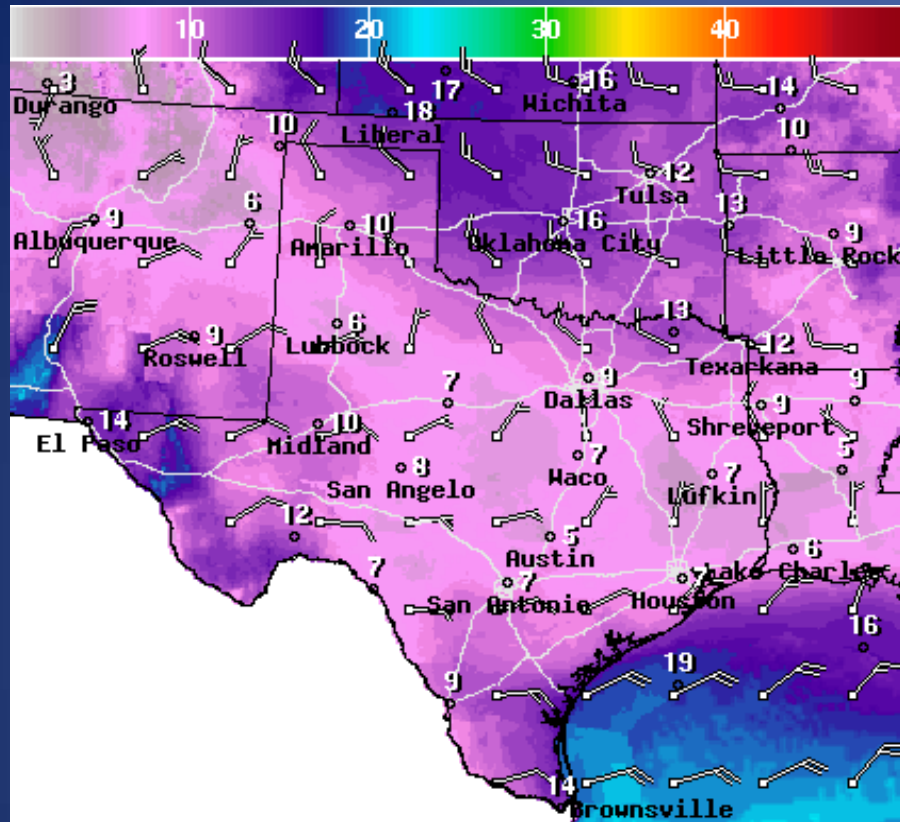 10 20 30 40
3 17 16
Durango 18 Wichita 14
Liberal
10 10
12
Tulsa
9 6 10 16 13 9
Albuquerque Amarillo Oklahoma City Little Rock
6 13
9 12
Roswell Lubbock Texarkana
9
7 Dallas 9 9
14 10 Shreveport
El Paso Midland
8 7 7 5
San Angelo Waco Lufkin
12 5 6
Austin
7 7 7 Lake Charles
San Antonio Houston
16
9 19
14
Brownsville